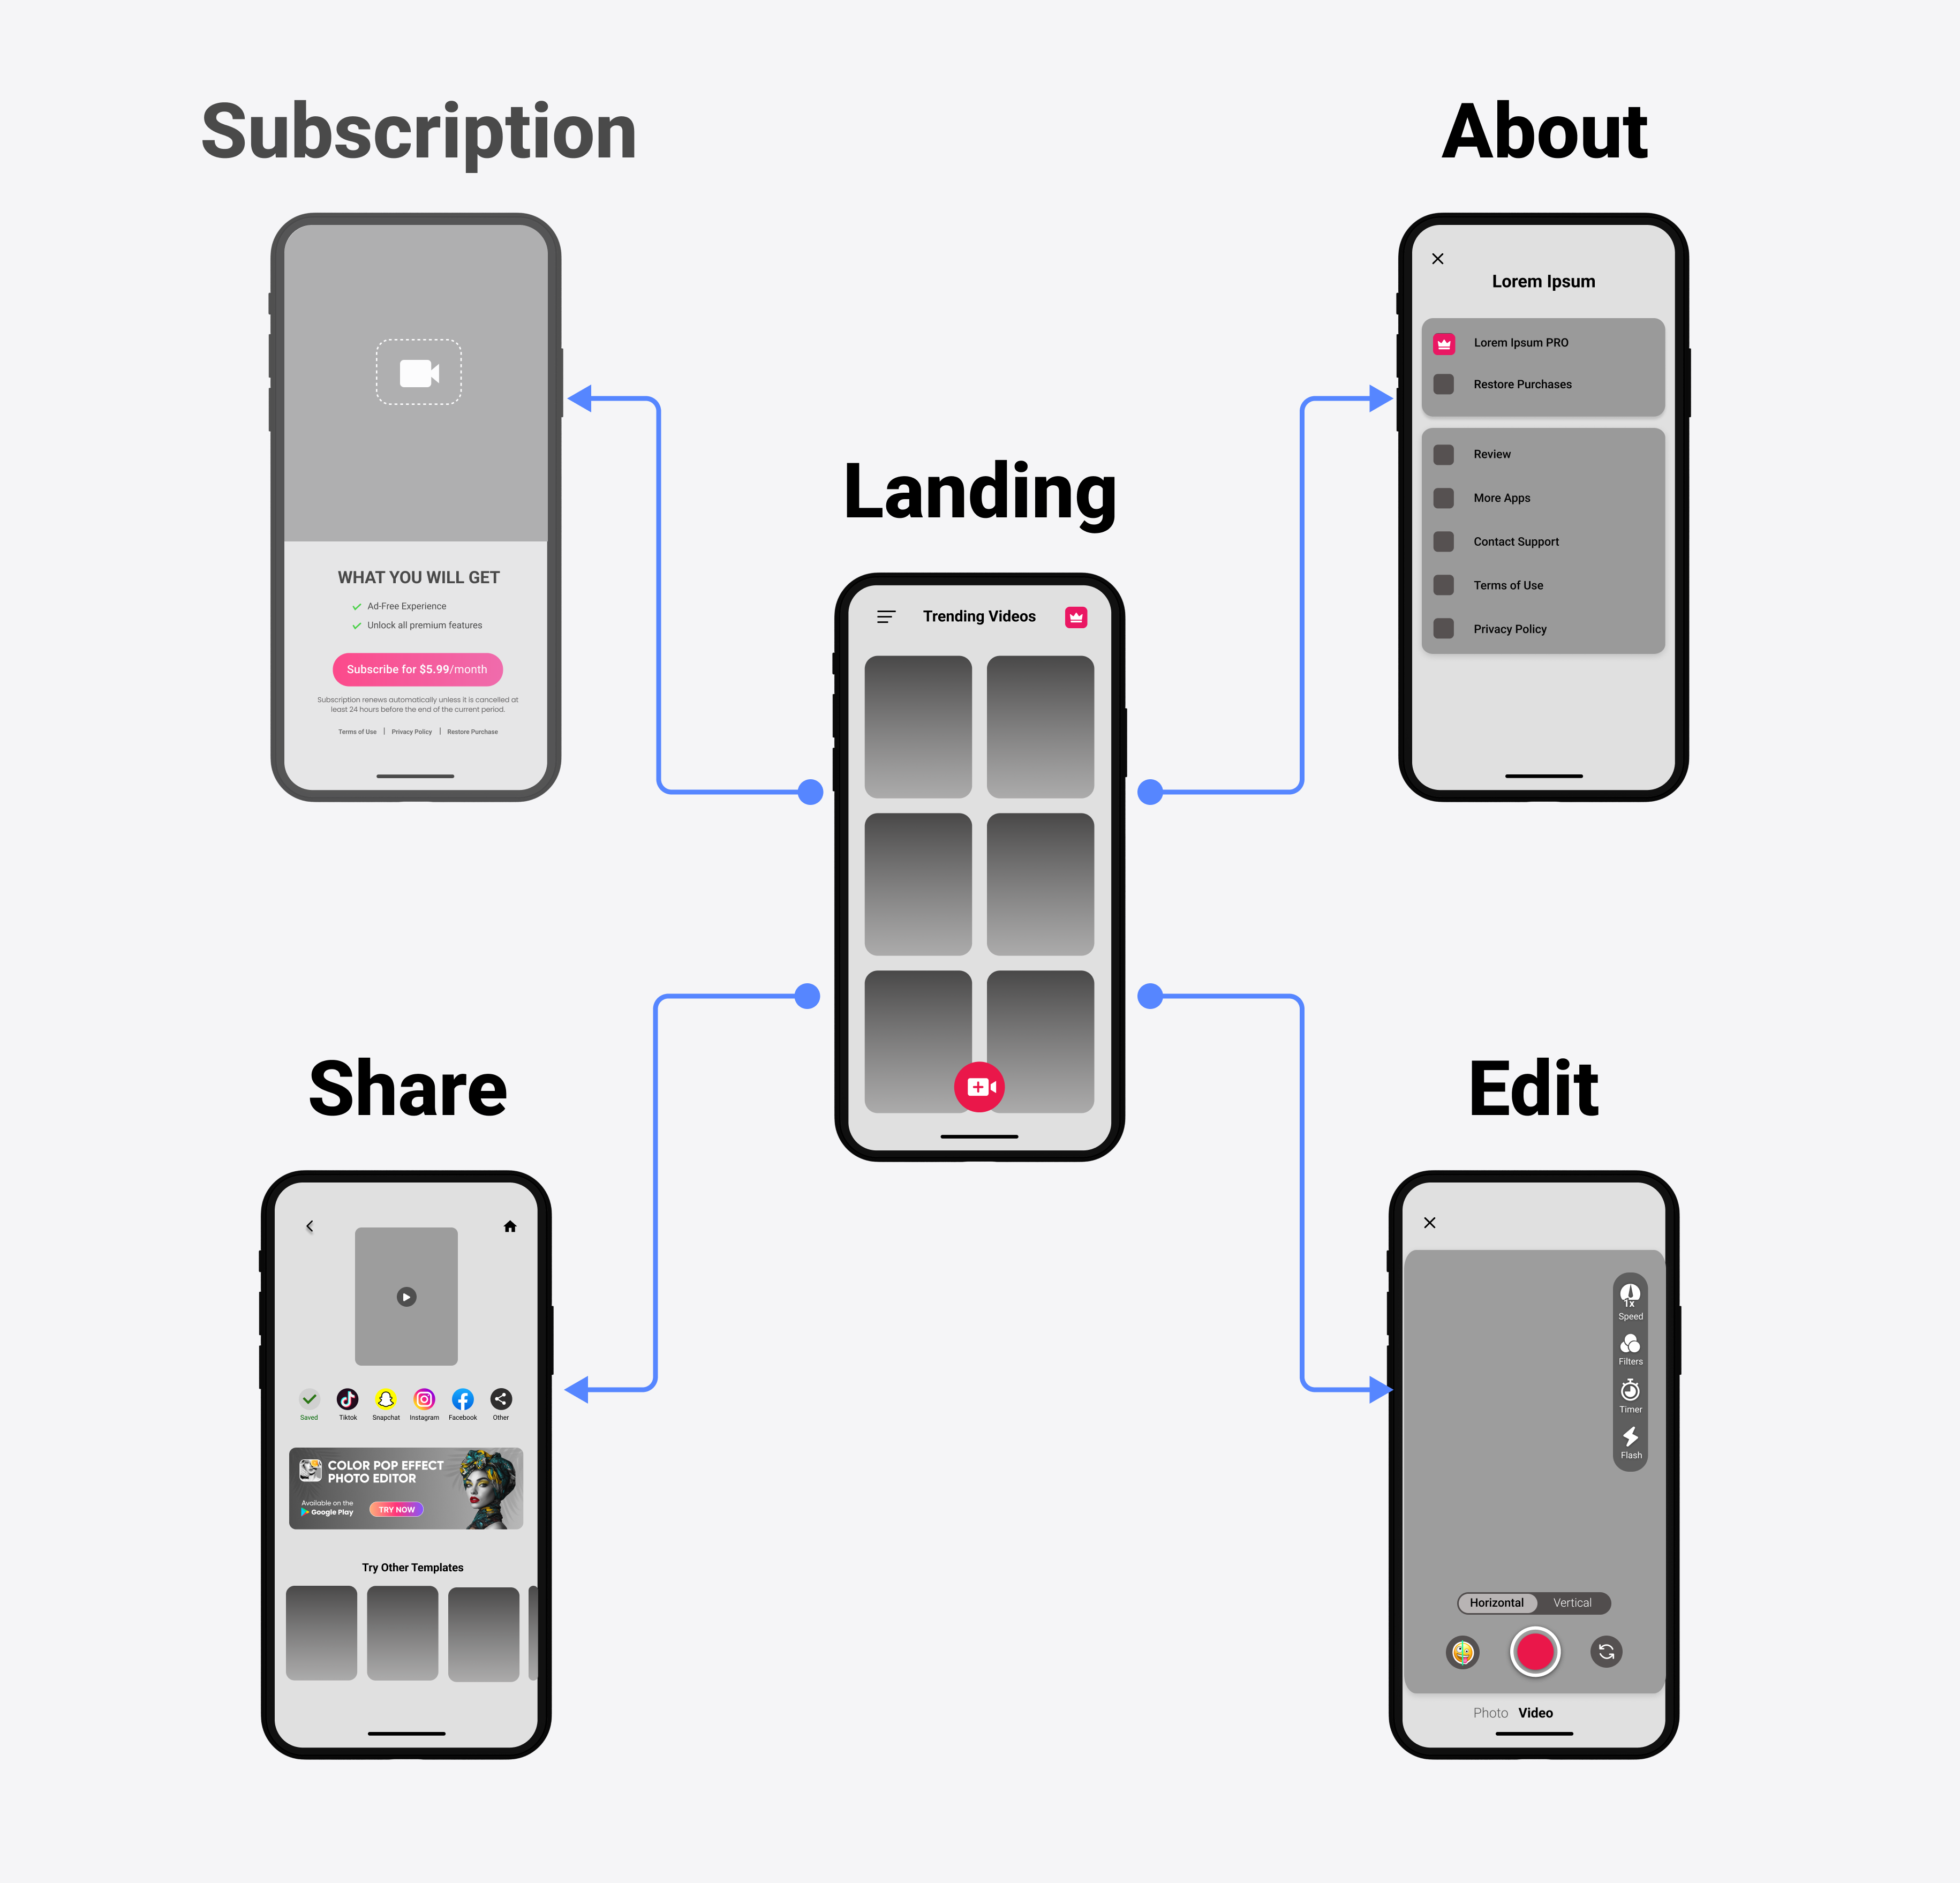 Subscription
WHAT YOU WILL GET
Ad-Free Experience
Unlock all premium features
Subscribe for $5.99/month
Subscription renews automatically unless it is cancelled at
least 24 hours before the end of the current period.
Terms of Use | Privacy Policy | Restore Purchase
About
Lorem Ipsum
Lorem Ipsum PRO
Restore Purchases
Review
More Apps
Contact Support
Terms of Use
Privacy Policy
Landing
Trending Videos
Share
Saved Tiktok Snapchat Instagram Facebook Other
COLOR POP EFFECT
PHOTO EDITOR
Available on the
Google Play
TRY NOW
Try Other Templates
Edit
1x
Speed
Filters
Timer
Flash
Horizontal Vertical
Photo Video